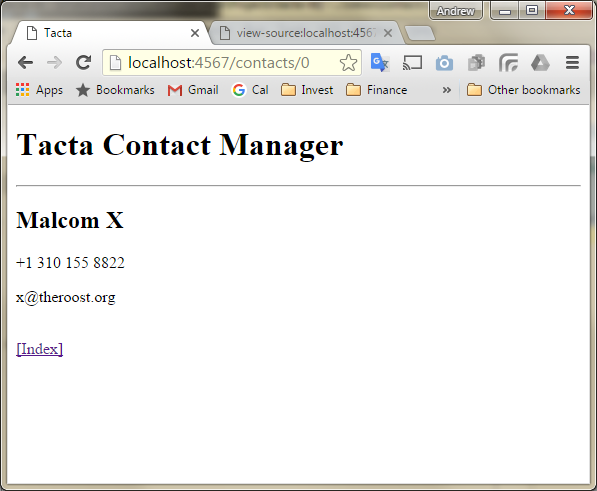 Andrew
Tacta view-source:localhost:4567
localhost:4567/contacts/0
Apps Bookmarks Gmail Cal Invest Finance » Other bookmarks
Tacta Contact Manager
Malcom X
+1 310 155 8822
x@theroost.org
[Index]